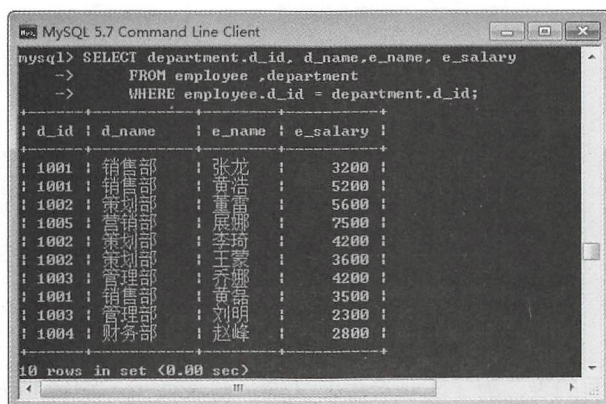 MySQL 5.7 Command Line Client
mysql> SELECT department.d_id, d_name,e_name, e_salary
    -> FROM employee ,department
    -> WHERE employee.d_id = department.d_id;
+------+--------+--------+----------+
| d_id | d_name | e_name | e_salary |
+------+--------+--------+----------+
| 1001 | 销售部 | 张龙 | 3200 |
| 1001 | 销售部 | 黄浩 | 5200 |
| 1002 | 策划部 | 董雷 | 5600 |
| 1005 | 营销部 | 展娜 | 7500 |
| 1002 | 策划部 | 李琦 | 4200 |
| 1002 | 策划部 | 王蒙 | 3600 |
| 1003 | 管理部 | 乔娜 | 4200 |
| 1001 | 销售部 | 黄磊 | 3500 |
| 1003 | 管理部 | 刘明 | 2300 |
| 1004 | 财务部 | 赵峰 | 2800 |
+------+--------+--------+----------+
10 rows in set (0.00 sec)